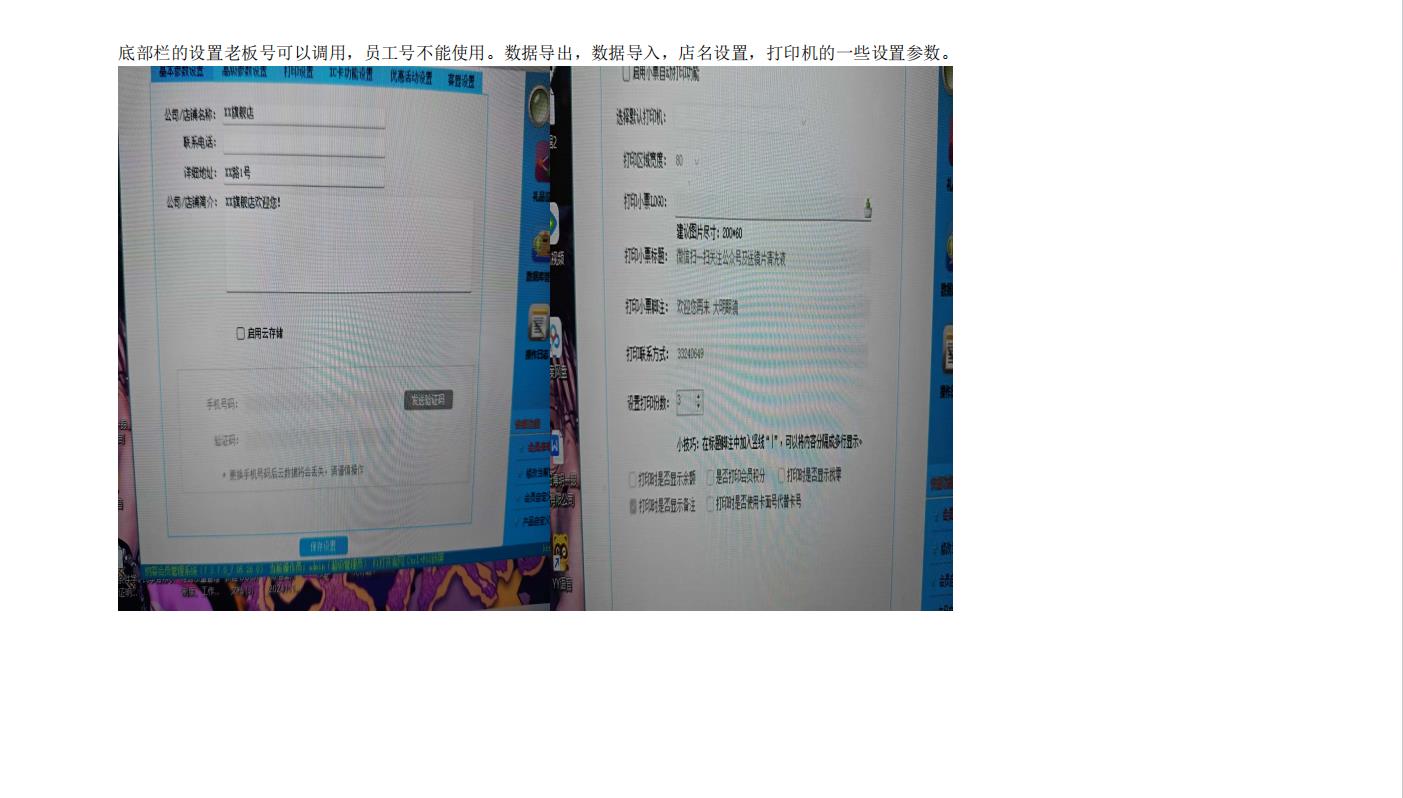 底部栏的设置老板号可以调用，员工号不能使用。数据导出，数据导入，店名设置，打印机的一些设置参数。
基本参数设置 高级参数设置 打印设置 IC卡功能设置 优惠活动设置
公司/店铺名称： XX旗舰店
联系电话：
详细地址： XX路1号
公司/店铺简介： XX旗舰店欢迎您！
启用云存储
手机号码： 发送验证码
验证码：
* 更换手机号码后云数据将会丢失，请谨慎操作
保存设置
启用小票自动打印功能
选择默认打印机：
打印区域宽度： 80
打印小票LOGO：
建议图片尺寸：200*60
打印小票标题： 微信扫一扫关注公众号及送镜片清洗液
打印小票脚注： 欢迎您再来 大明眼镜
打印联系方式： 33240649
设置打印份数： 3
小技巧：在标题脚注中加入竖线“|”，可以将内容分隔成多行显示。
打印时是否显示余额 是否打印会员积分 打印时是否显示找零
打印时是否显示备注 打印时是否使用卡面号代替卡号